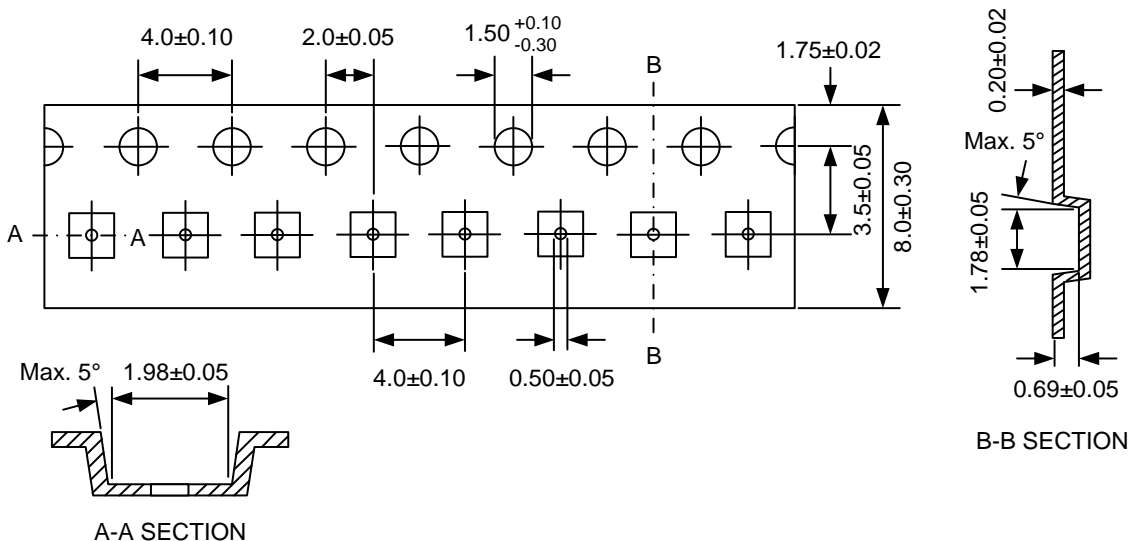 4.0±0.10
2.0±0.05
1.50 +0.10
-0.30
B
1.75±0.02
0.20±0.02
Max. 5°
3.5±0.05
8.0±0.30
1.78±0.05
A
A
B
4.0±0.10
0.50±0.05
Max. 5°
1.98±0.05
0.69±0.05
B-B SECTION
A-A SECTION